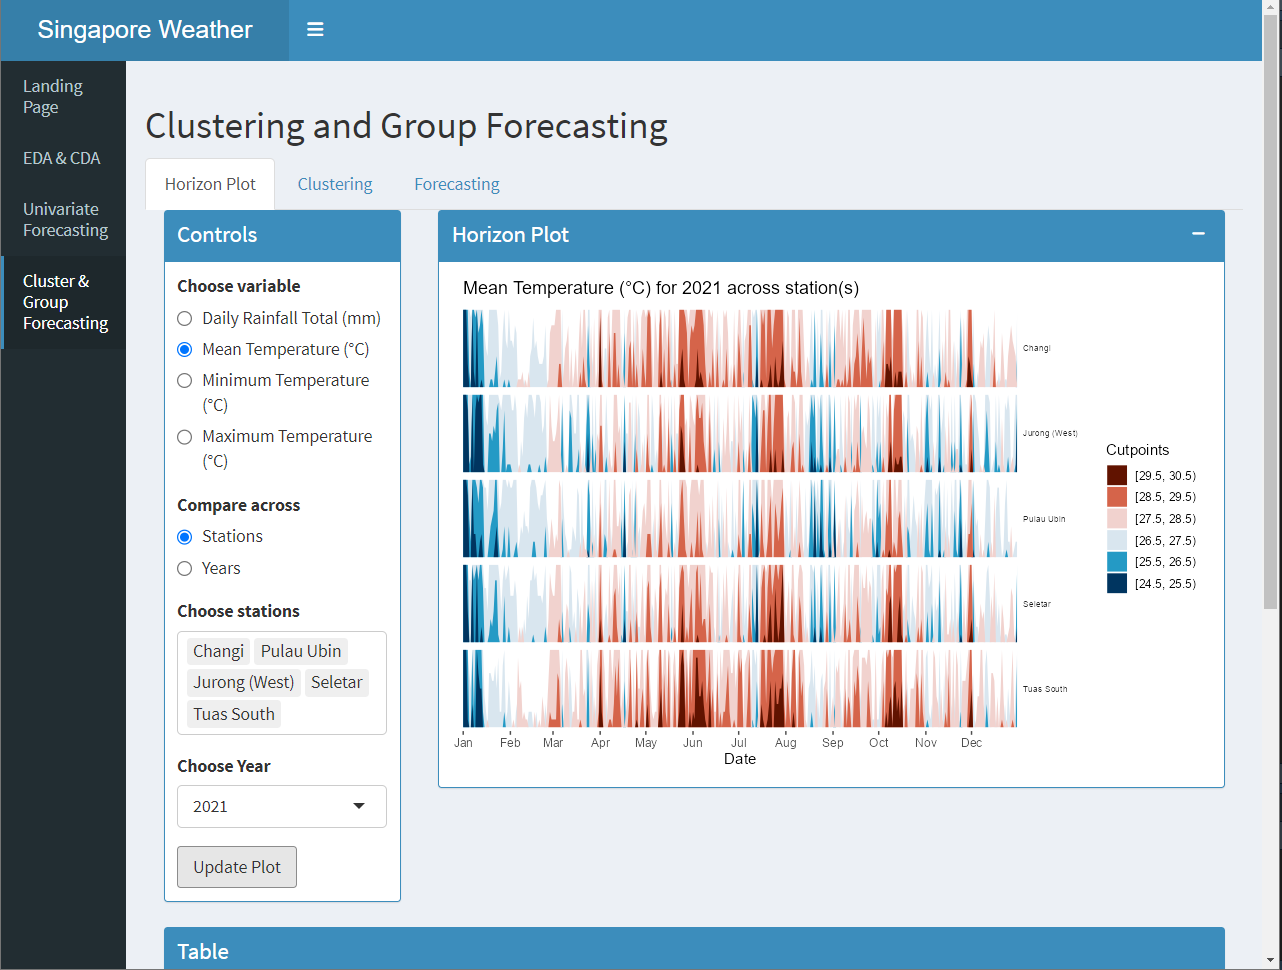 Singapore Weather
Landing
Page
EDA & CDA
Univariate
Forecasting
Cluster &
Group
Forecasting
Clustering and Group Forecasting
Horizon Plot
Clustering
Forecasting
Controls
Choose variable
Daily Rainfall Total (mm)
Mean Temperature (°C)
Minimum Temperature
(°C)
Maximum Temperature
(°C)
Compare across
Stations
Years
Choose stations
Changi
Pulau Ubin
Jurong (West)
Seletar
Tuas South
Choose Year
2021
Update Plot
Horizon Plot
Mean Temperature (°C) for 2021 across station(s)
Changi
Jurong (West)
Pulau Ubin
Seletar
Tuas South
Jan Feb Mar Apr May Jun Jul Aug Sep Oct Nov Dec
Date
Cutpoints
[29.5, 30.5)
[28.5, 29.5)
[27.5, 28.5)
[26.5, 27.5)
[25.5, 26.5)
[24.5, 25.5)
Table